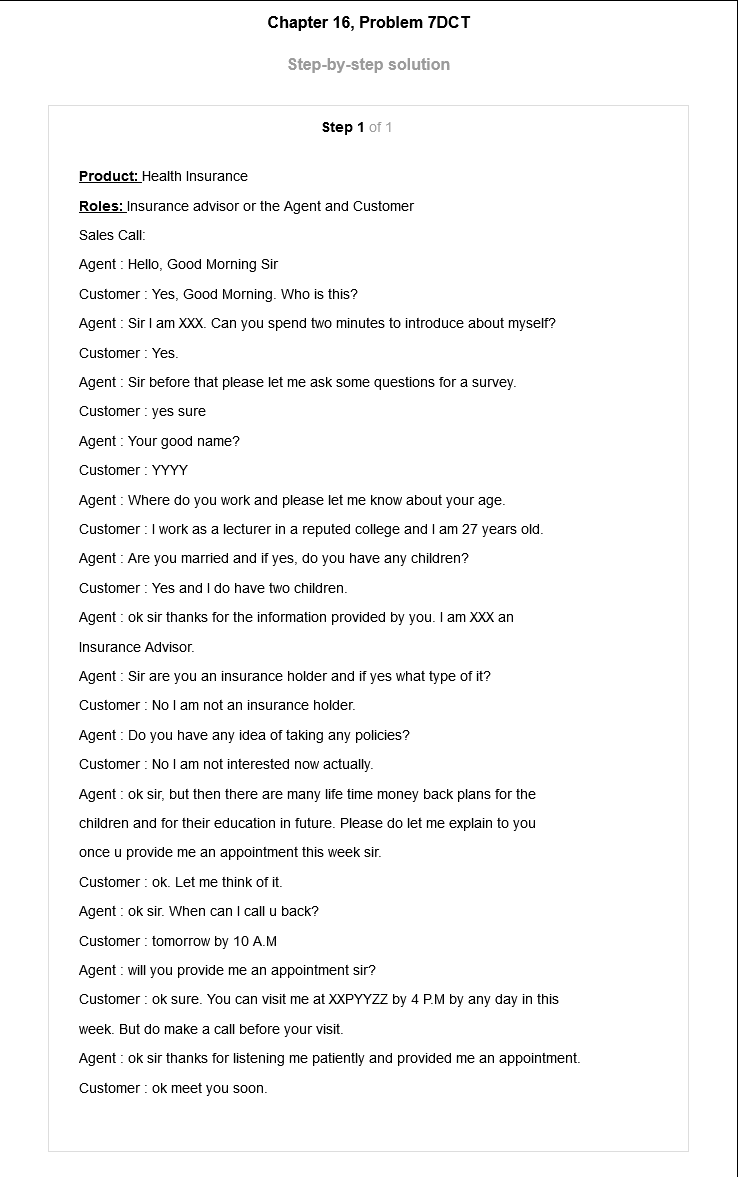 Chapter 16, Problem 7DCT
Step-by-step solution
Step 1 of 1
Product: Health Insurance
Roles: Insurance advisor or the Agent and Customer
Sales Call:
Agent : Hello, Good Morning Sir
Customer : Yes, Good Morning. Who is this?
Agent : Sir I am XXX. Can you spend two minutes to introduce about myself?
Customer : Yes.
Agent : Sir before that please let me ask some questions for a survey.
Customer : yes sure
Agent : Your good name?
Customer : YYYY
Agent : Where do you work and please let me know about your age.
Customer : I work as a lecturer in a reputed college and I am 27 years old.
Agent : Are you married and if yes, do you have any children?
Customer : Yes and I do have two children.
Agent : ok sir thanks for the information provided by you. I am XXX an
Insurance Advisor.
Agent : Sir are you an insurance holder and if yes what type of it?
Customer : No I am not an insurance holder.
Agent : Do you have any idea of taking any policies?
Customer : No I am not interested now actually.
Agent : ok sir, but then there are many life time money back plans for the
children and for their education in future. Please do let me explain to you
once u provide me an appointment this week sir.
Customer : ok. Let me think of it.
Agent : ok sir. When can I call u back?
Customer : tomorrow by 10 A.M
Agent : will you provide me an appointment sir?
Customer : ok sure. You can visit me at XXPYYZZ by 4 P.M by any day in this
week. But do make a call before your visit.
Agent : ok sir thanks for listening me patiently and provided me an appointment.
Customer : ok meet you soon.